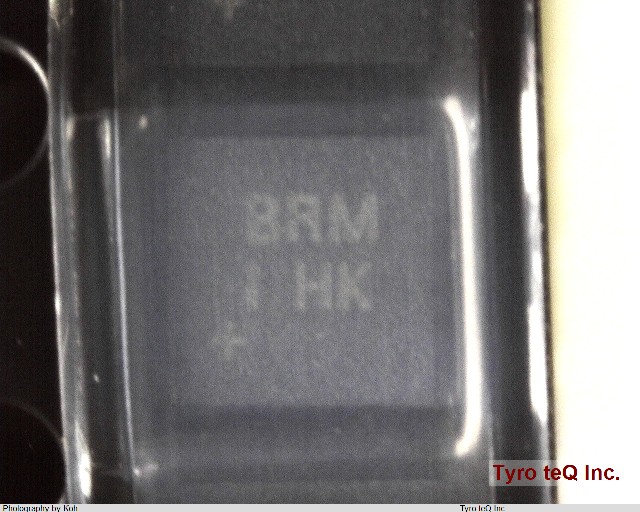 BRM
I HK
+
Tyro teQ Inc.
Photography by Koh
Tyro teQ Inc